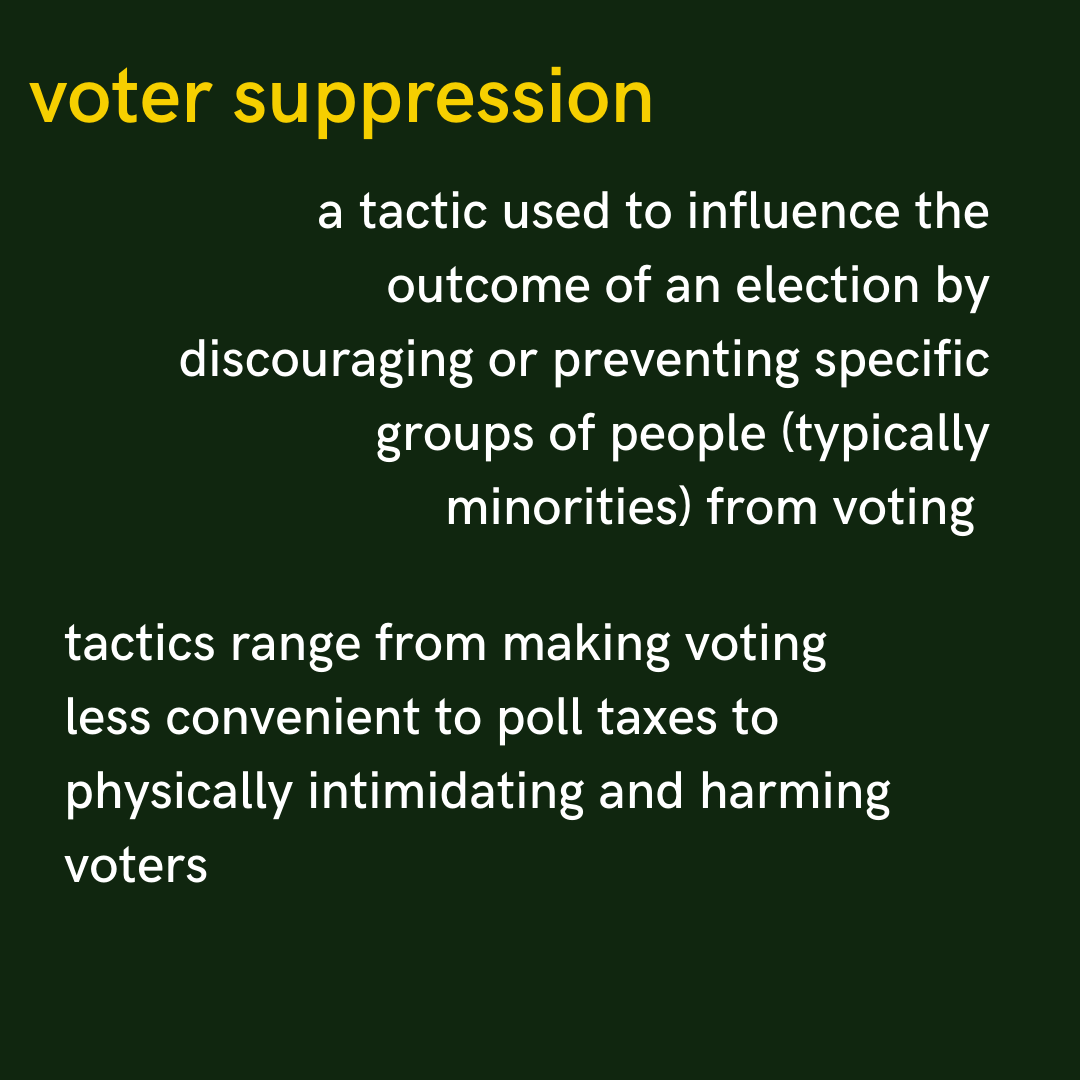 voter suppression
a tactic used to influence the
outcome of an election by
discouraging or preventing specific
groups of people (typically
minorities) from voting
tactics range from making voting
less convenient to poll taxes to
physically intimidating and harming
voters